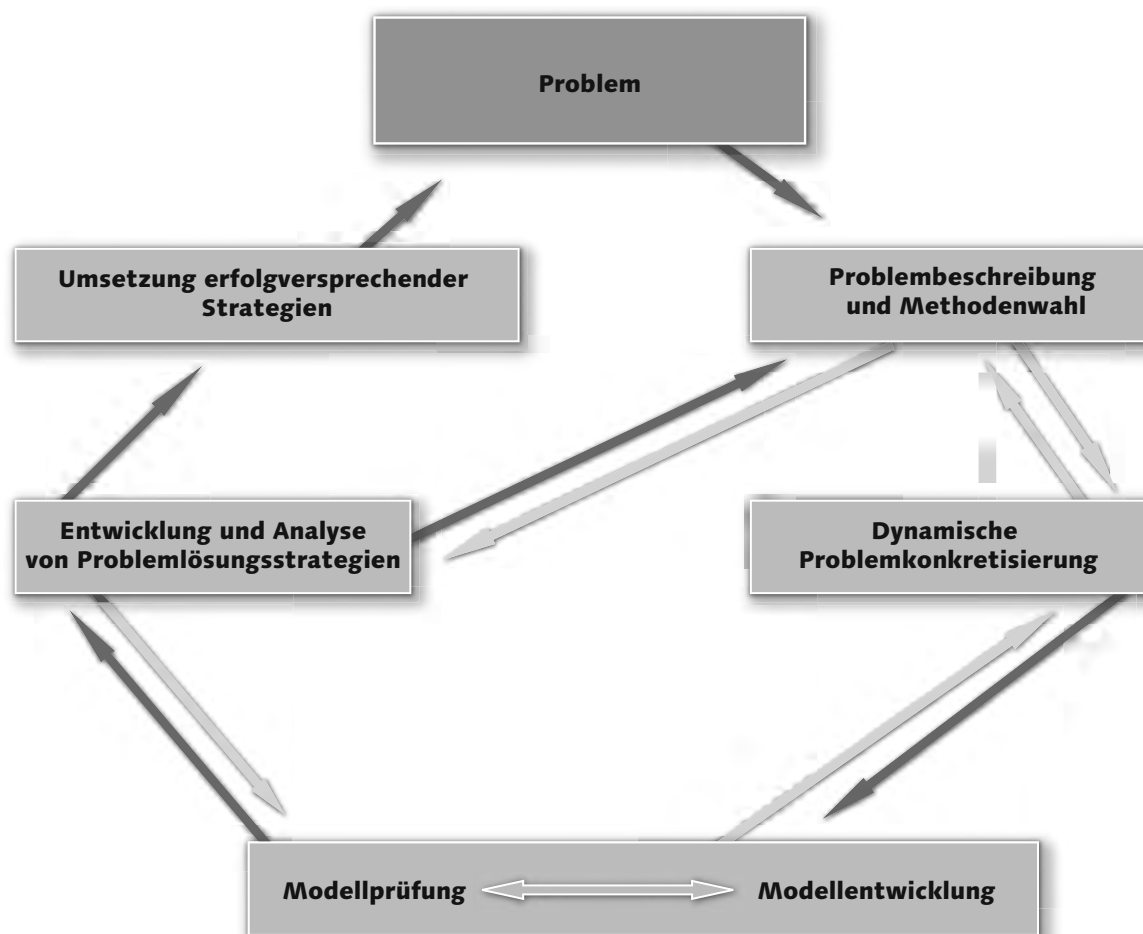 Problem
Umsetzung erfolgversprechender
Strategien
Problembeschreibung
und Methodenwahl
Entwicklung und Analyse
von Problemlösungsstrategien
Dynamische
Problemkonkretisierung
Modellprüfung
Modellentwicklung